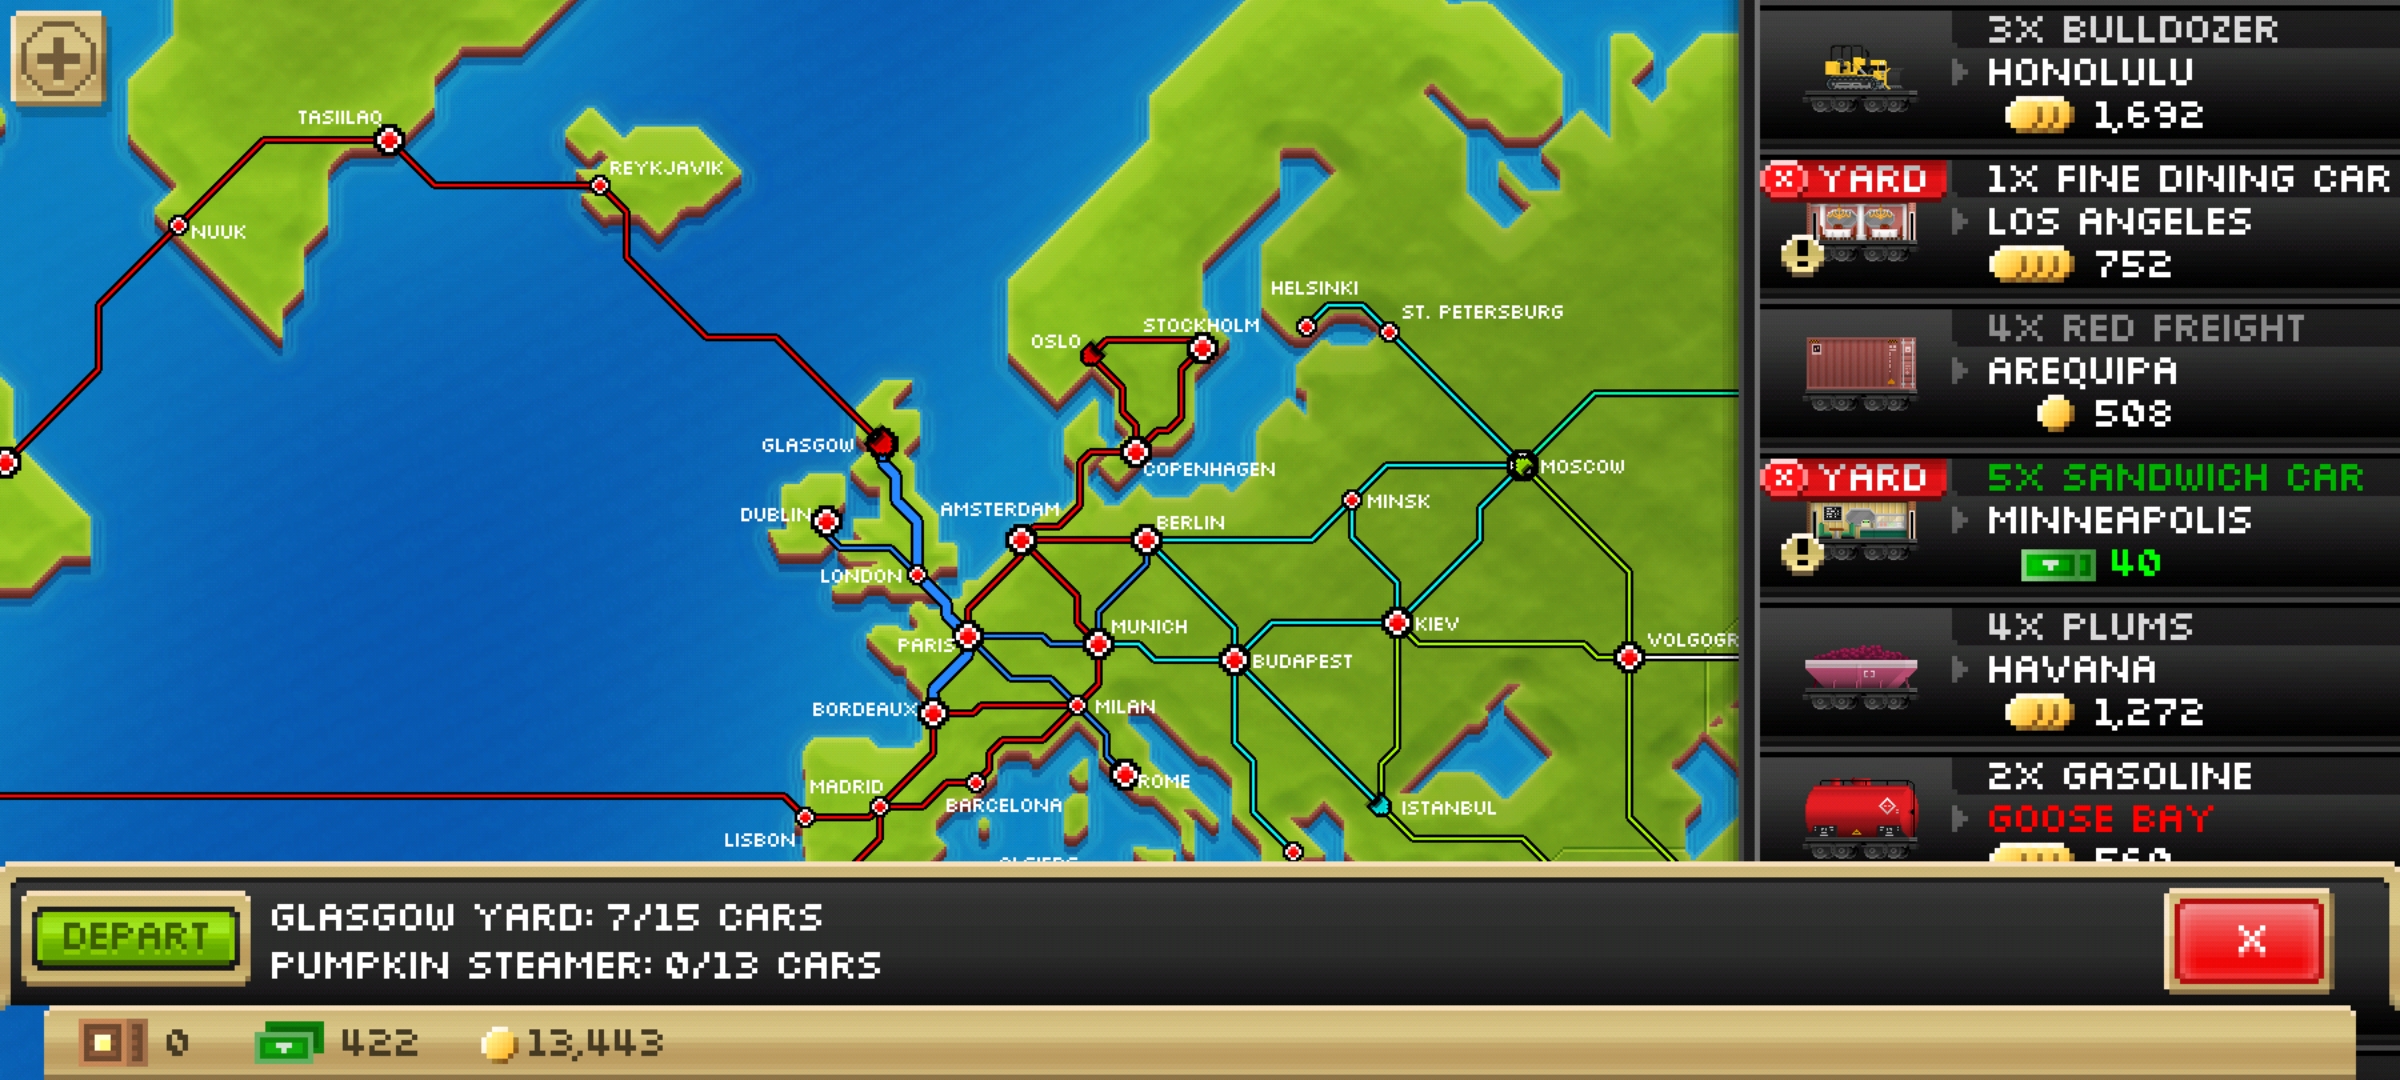 TASIILAQ
REYKJAVIK
NUUK
HELSINKI
ST. PETERSBURG
STOCKHOLM
OSLO
GLASGOW
COPENHAGEN
MOSCOW
MINSK
DUBLIN
AMSTERDAM
BERLIN
LONDON
KIEV
MUNICH
PARIS
VOLGOGR
BUDAPEST
BORDEAUX
MILAN
MADRID
ROME
BARCELONA
ISTANBUL
LISBON
3X BULLDOZER
HONOLULU
1,692
YARD
1X FINE DINING CAR
LOS ANGELES
752
4X RED FREIGHT
AREQUIPA
508
YARD
5X SANDWICH CAR
MINNEAPOLIS
40
4X PLUMS
HAVANA
1,272
2X GASOLINE
GOOSE BAY
DEPART
GLASGOW YARD: 7/15 CARS
PUMPKIN STEAMER: 0/13 CARS
X
0
422
13,443